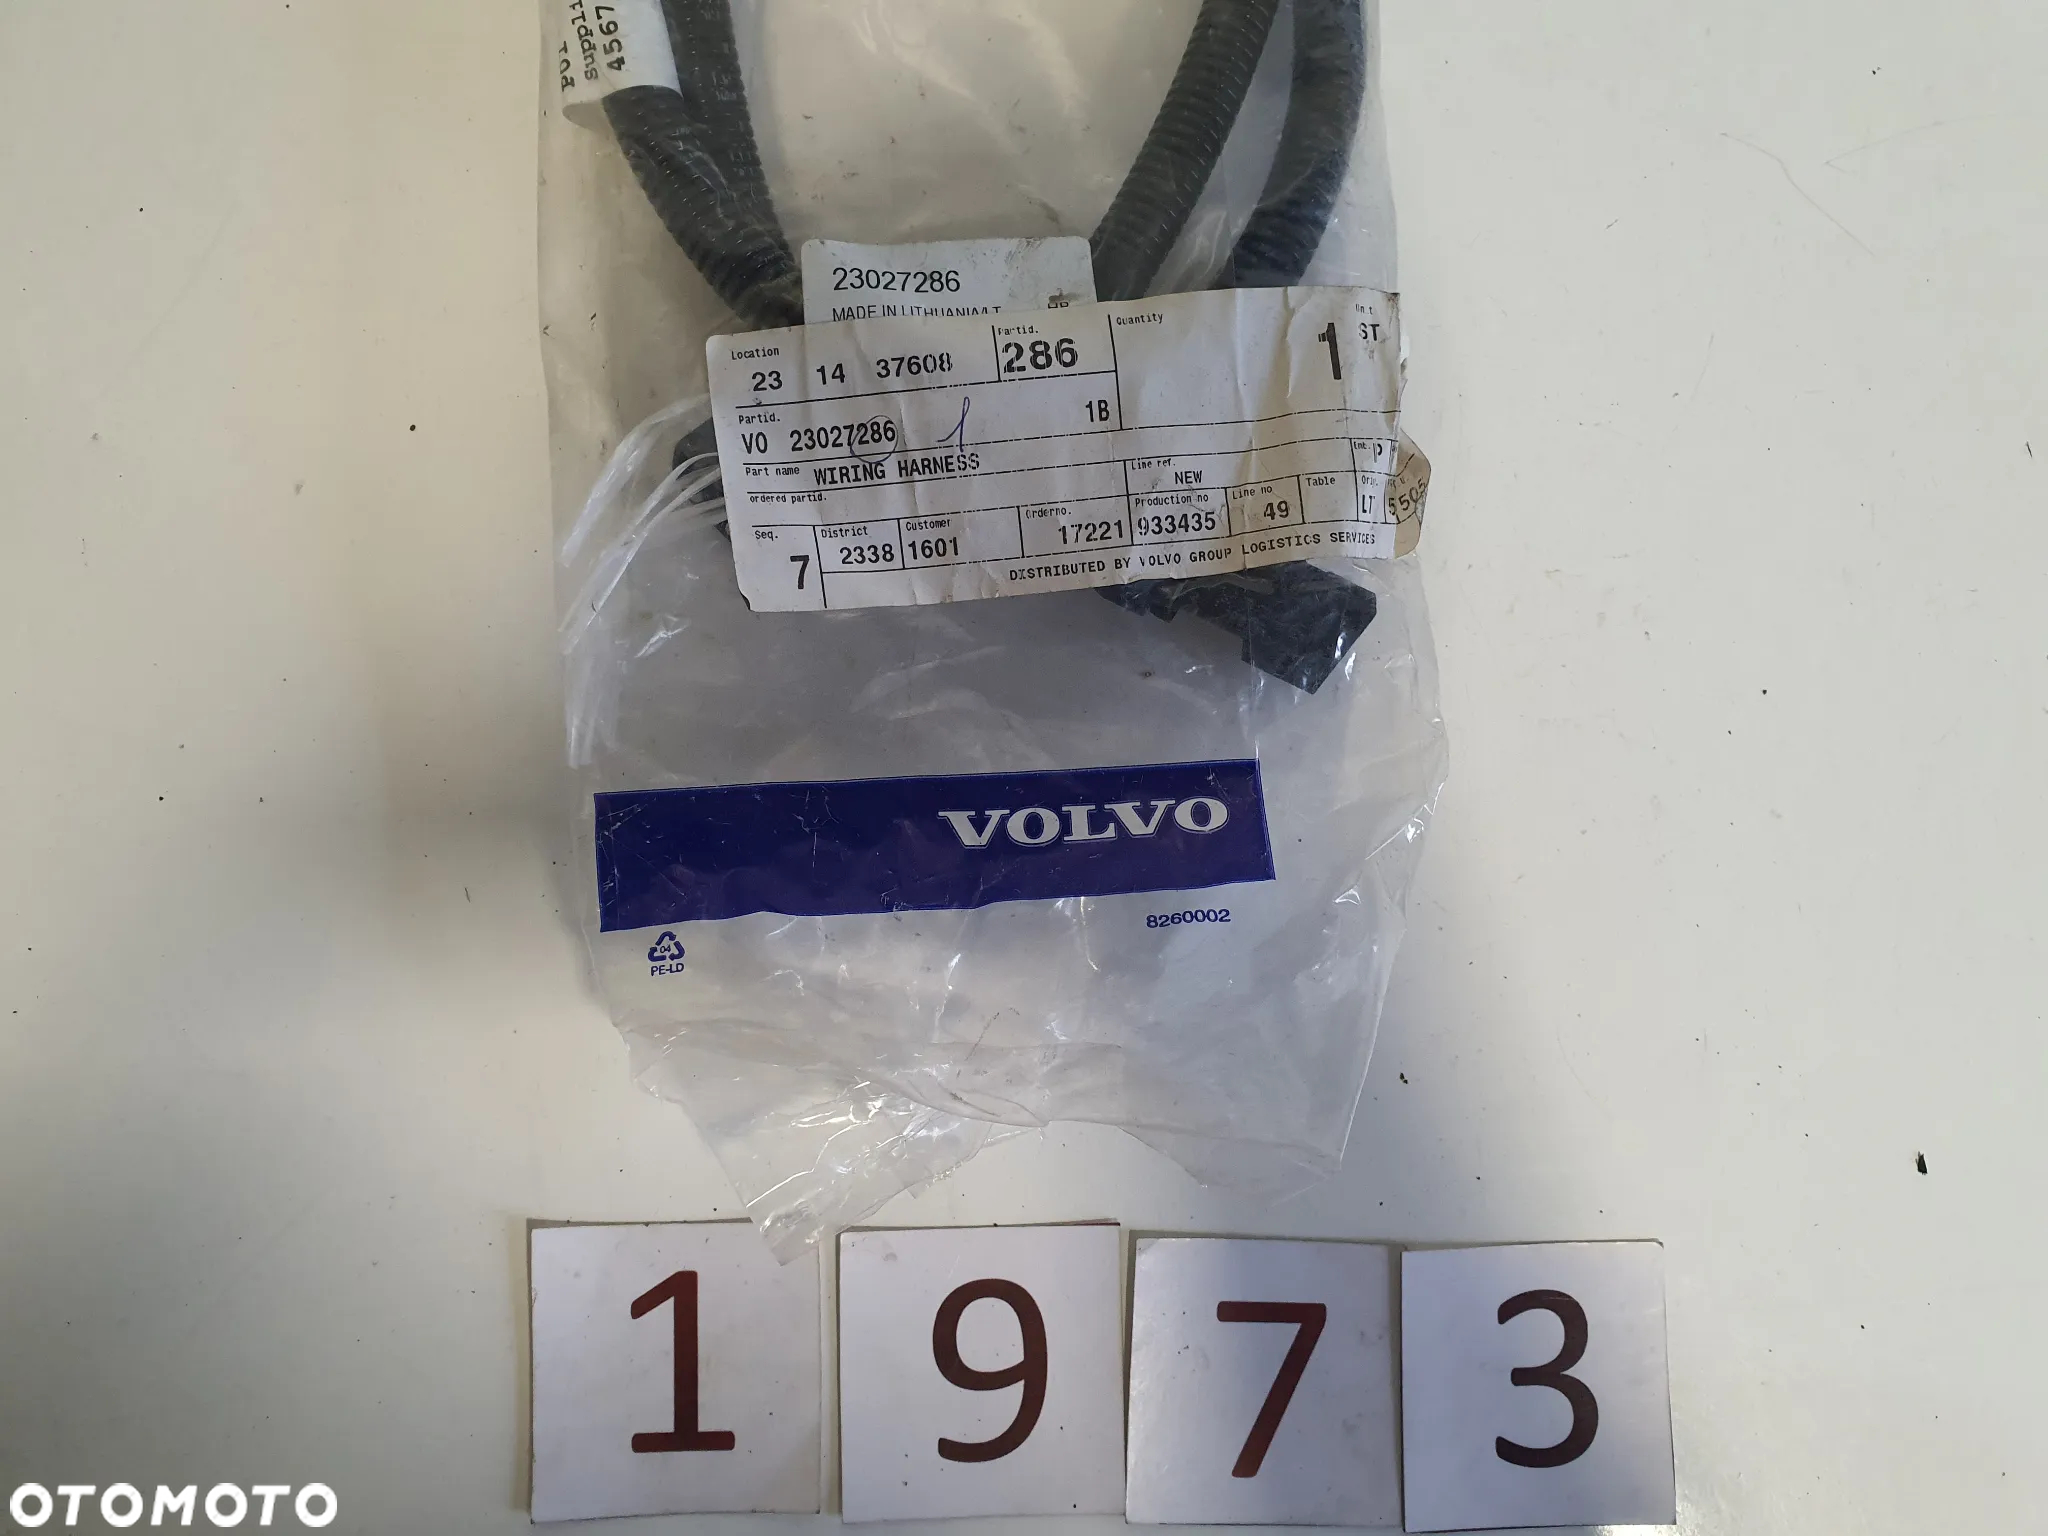 4567
23027286
MADE IN LITHUANIA/LT
Location
23 14 37608
Partid.
286
Quantity
1
Unit
ST
Partid.
VO 23027286
1
1B
Part name WIRING HARNESS
ordered partid.
Line ref.
NEW
Seq.
7
District
2338
Customer
1601
Orderno.
17221
Production no
933435
Line no
49
Table
LT
DISTRIBUTED BY VOLVO GROUP LOGISTICS SERVICES
VOLVO
8260002
04
PE-LD
1 9 7 3
OTOMOTO